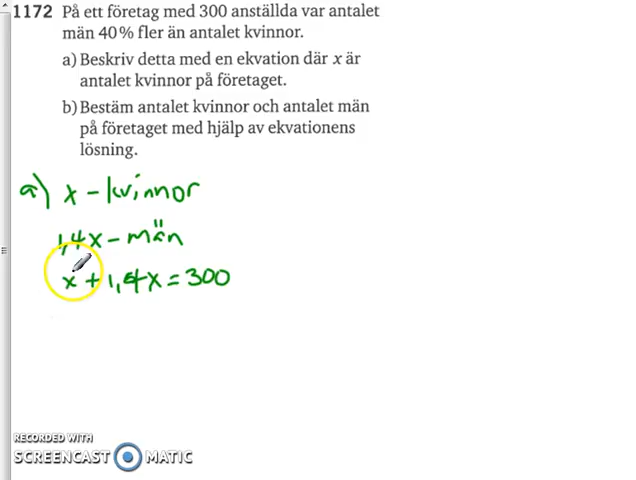 1172 På ett företag med 300 anställda var antalet
män 40 % fler än antalet kvinnor.
a) Beskriv detta med en ekvation där x är
antalet kvinnor på företaget.
b) Bestäm antalet kvinnor och antalet män
på företaget med hjälp av ekvationens
lösning.
a) x - kvinnor
1,4x - män
x + 1,4x = 300
RECORDED WITH
SCREENCAST MATIC